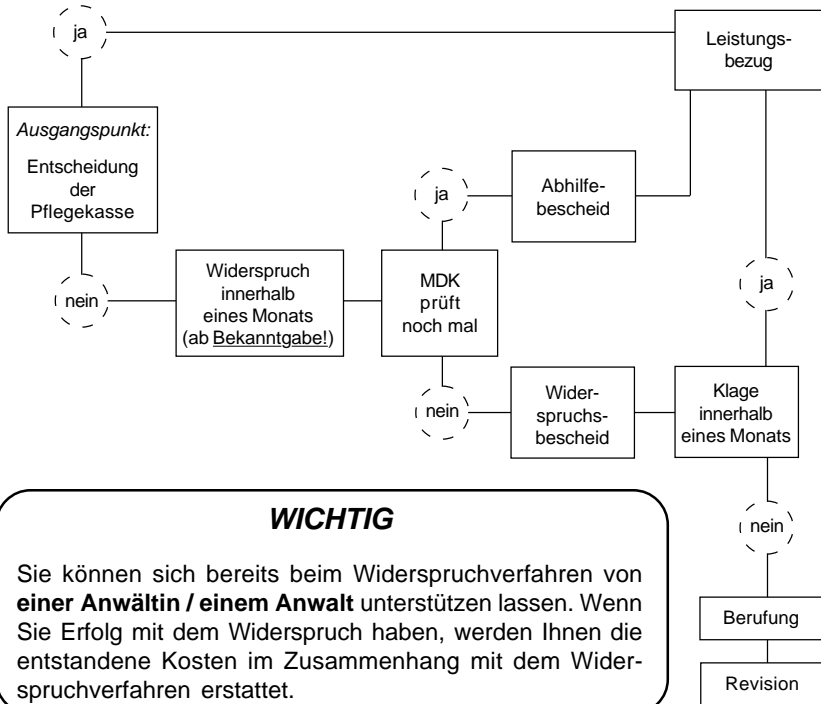 ja
Leistungs-
bezug
Ausgangspunkt:
Entscheidung
der
Pflegekasse
ja
Abhilfe-
bescheid
nein
Widerspruch
innerhalb
eines Monats
(ab Bekanntgabe!)
MDK
prüft
noch mal
ja
nein
Wider-
spruchs-
bescheid
Klage
innerhalb
eines Monats
nein
WICHTIG
Sie können sich bereits beim Widerspruchverfahren von
einer Anwältin / einem Anwalt unterstützen lassen. Wenn
Sie Erfolg mit dem Widerspruch haben, werden Ihnen die
entstandene Kosten im Zusammenhang mit dem Wider-
spruchverfahren erstattet.
Berufung
Revision